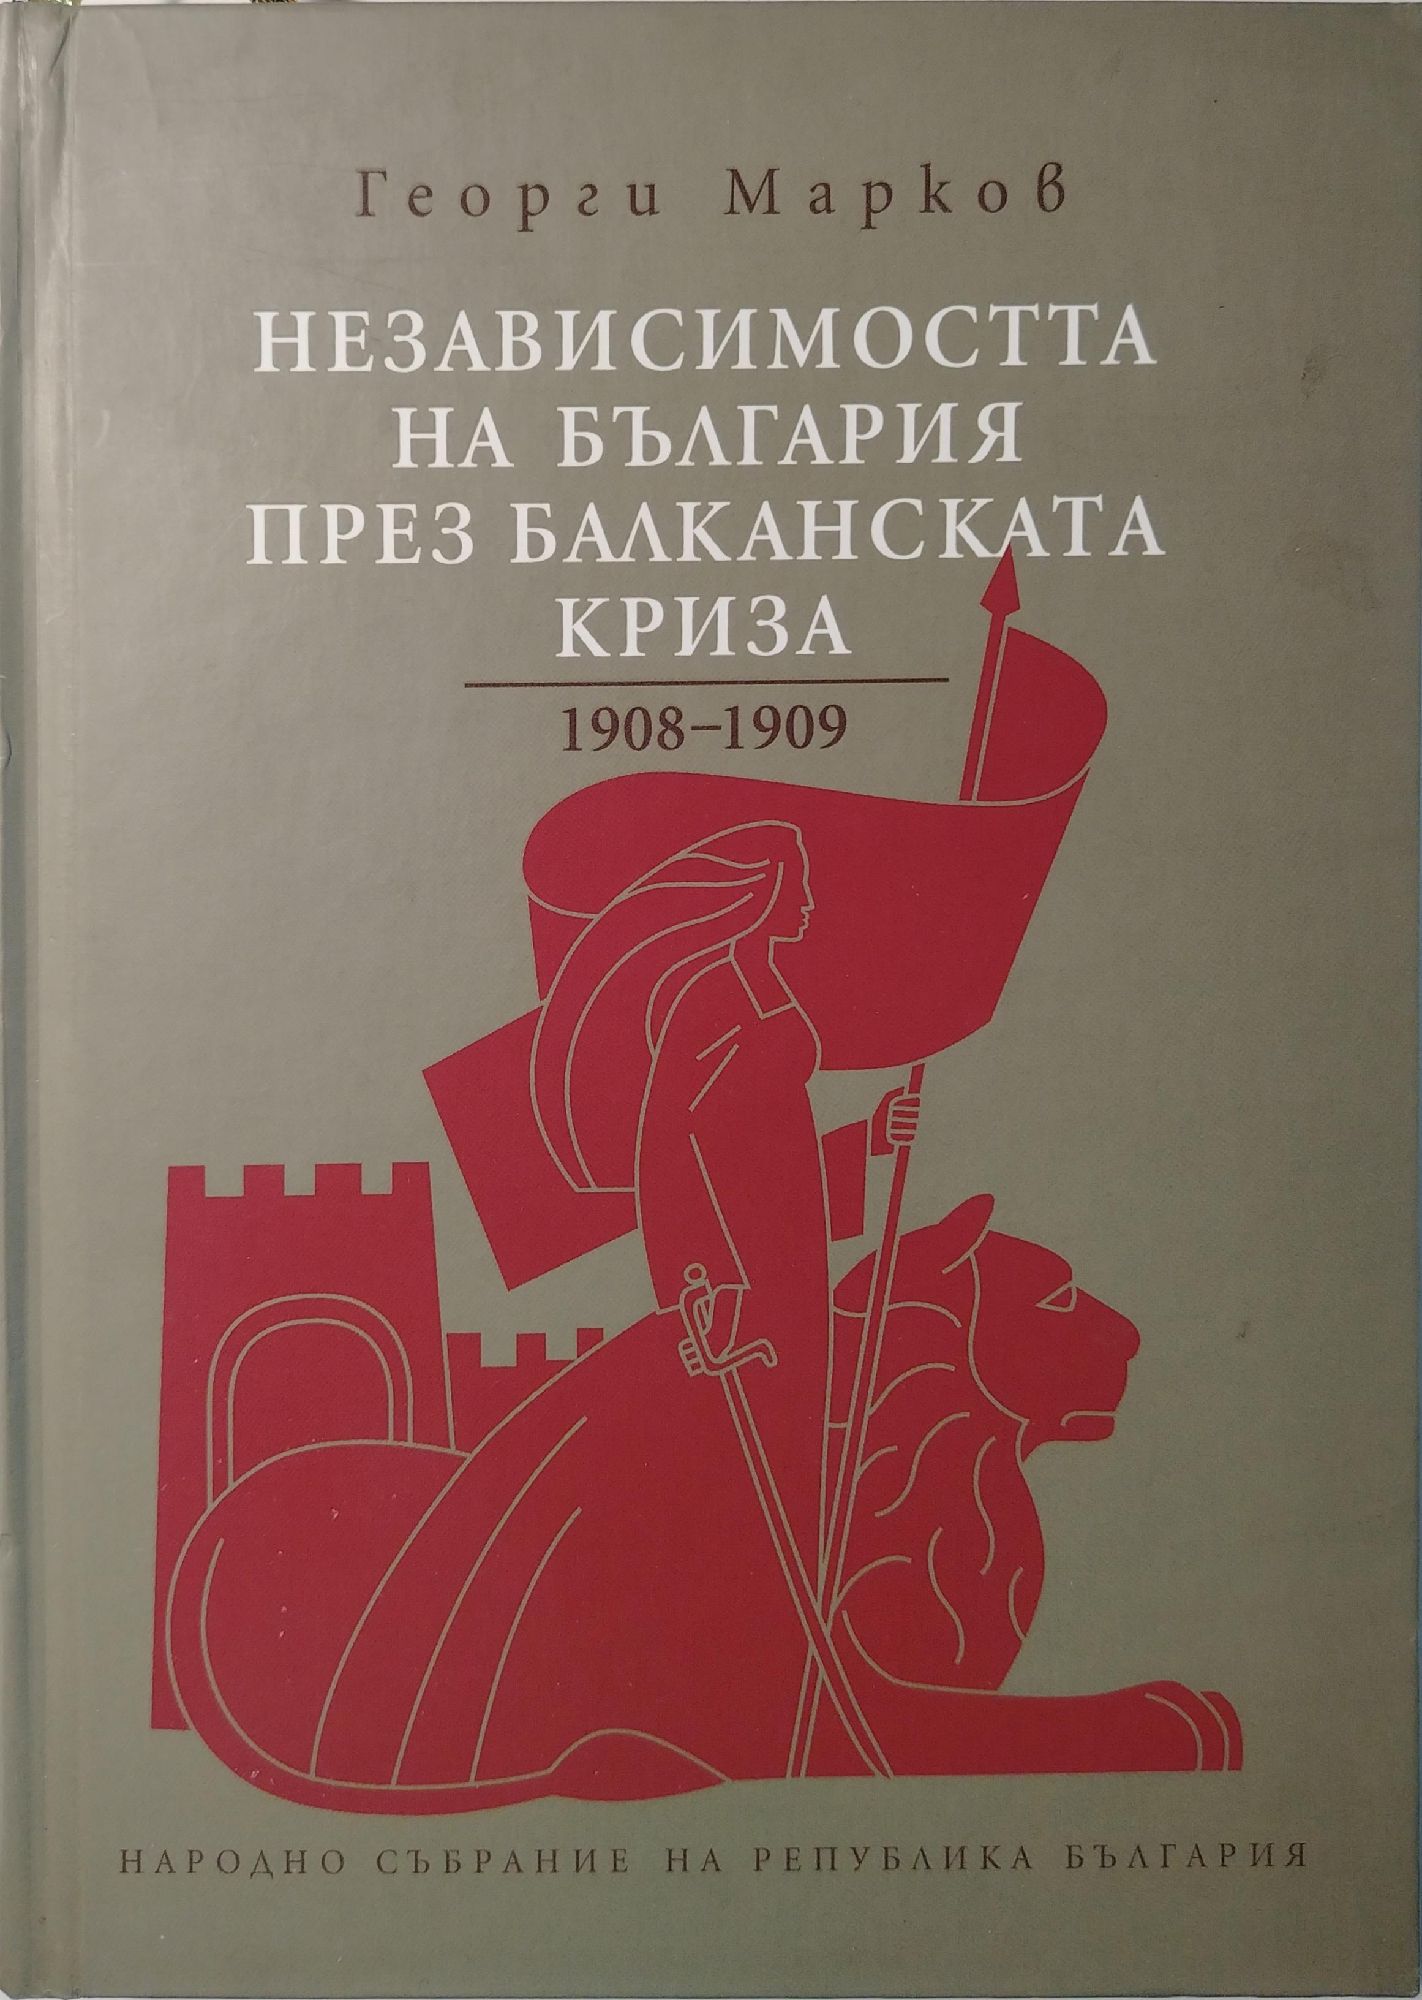 Георги Марков
НЕЗАВИСИМОСТТА
НА БЪЛГАРИЯ
ПРЕЗ БАЛКАНСКАТА
КРИЗА
1908–1909
НАРОДНО СЪБРАНИЕ НА РЕПУБЛИКА БЪЛГАРИЯ